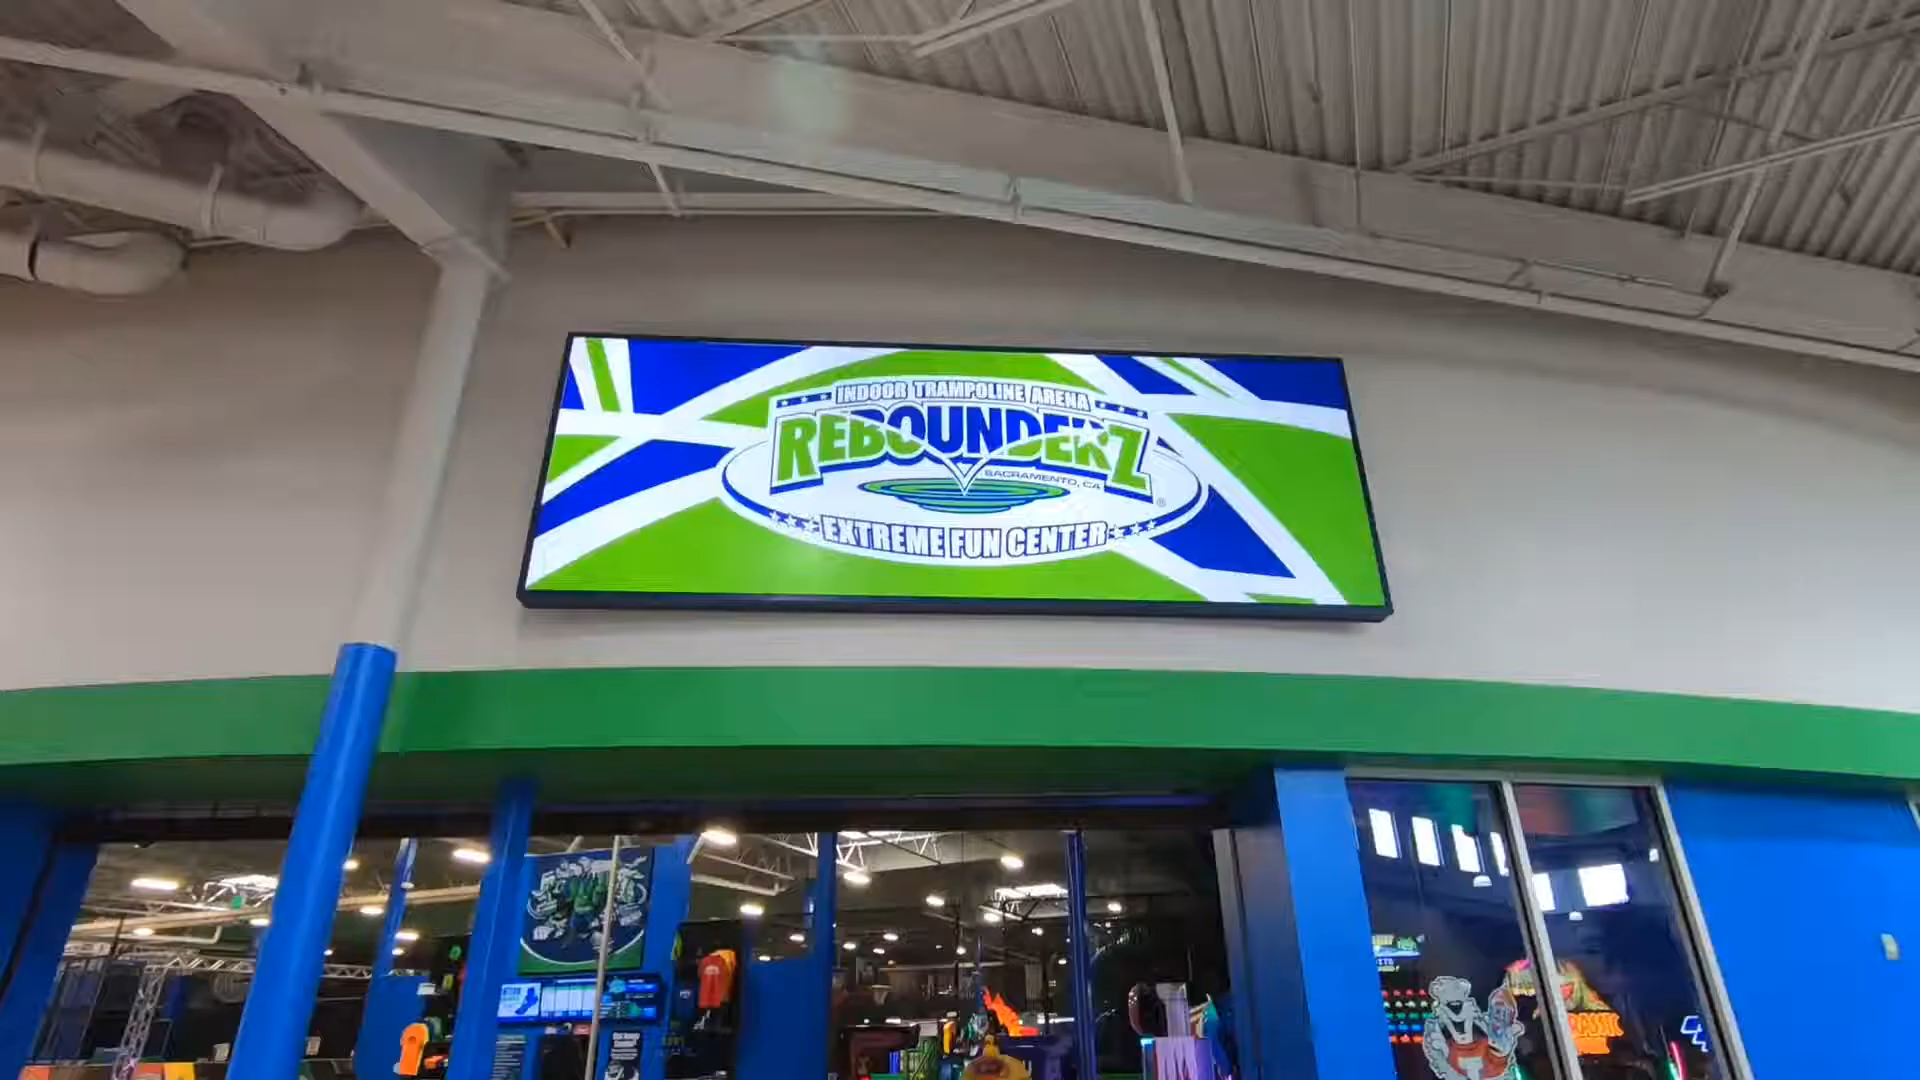 INDOOR TRAMPOLINE ARENA
REBOUNDERZ
SACRAMENTO, CA
®
EXTREME FUN CENTER